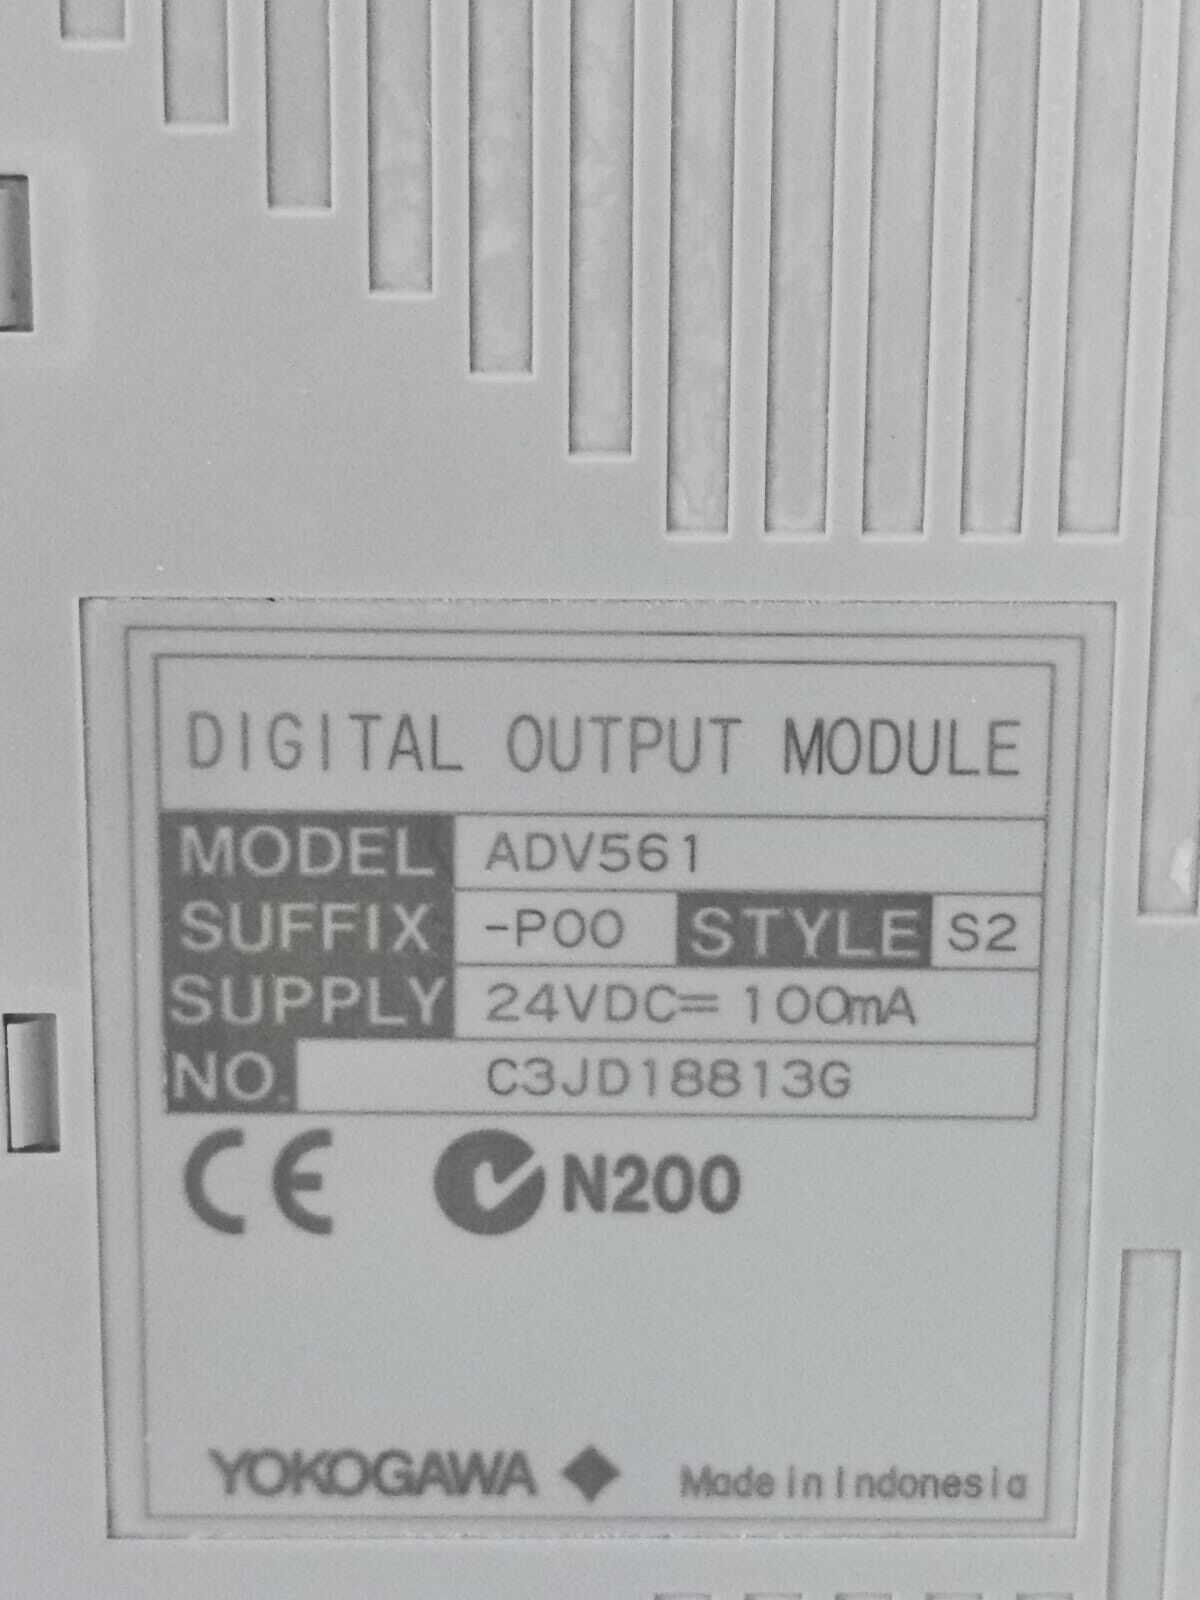 DIGITAL OUTPUT MODULE
MODEL ADV561
SUFFIX -P00 STYLE S2
SUPPLY 24VDC⎓ 100mA
NO. C3JD18813G
CE N200
YOKOGAWA Made in Indonesia